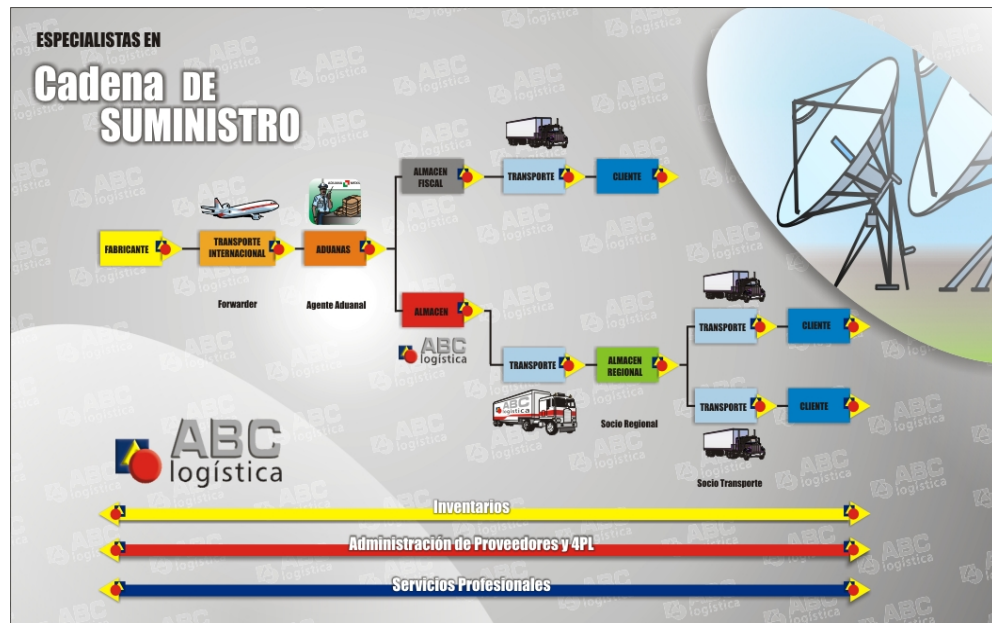 ESPECIALISTAS EN
Cadena DE
SUMINISTRO
ALMACEN
FISCAL
TRANSPORTE
CLIENTE
FABRICANTE
TRANSPORTE
INTERNACIONAL
ADUANAS
Forwarder
Agente Aduanal
ALMACEN
ABC
logística
TRANSPORTE
ALMACEN
REGIONAL
TRANSPORTE
CLIENTE
TRANSPORTE
CLIENTE
ABC
logística
Socio Regional
Socio Transporte
ABC
logística
Inventarios
Administración de Proveedores y 4PL
Servicios Profesionales